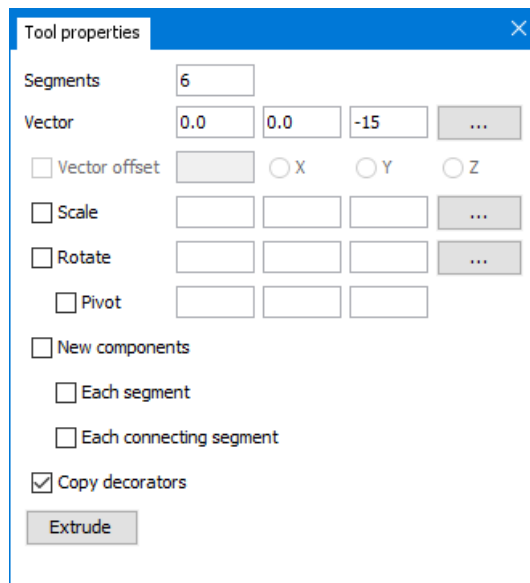 Tool properties
Segments 6
Vector 0.0 0.0 -15 ...
Vector offset X Y Z
Scale ...
Rotate ...
Pivot
New components
Each segment
Each connecting segment
Copy decorators
Extrude